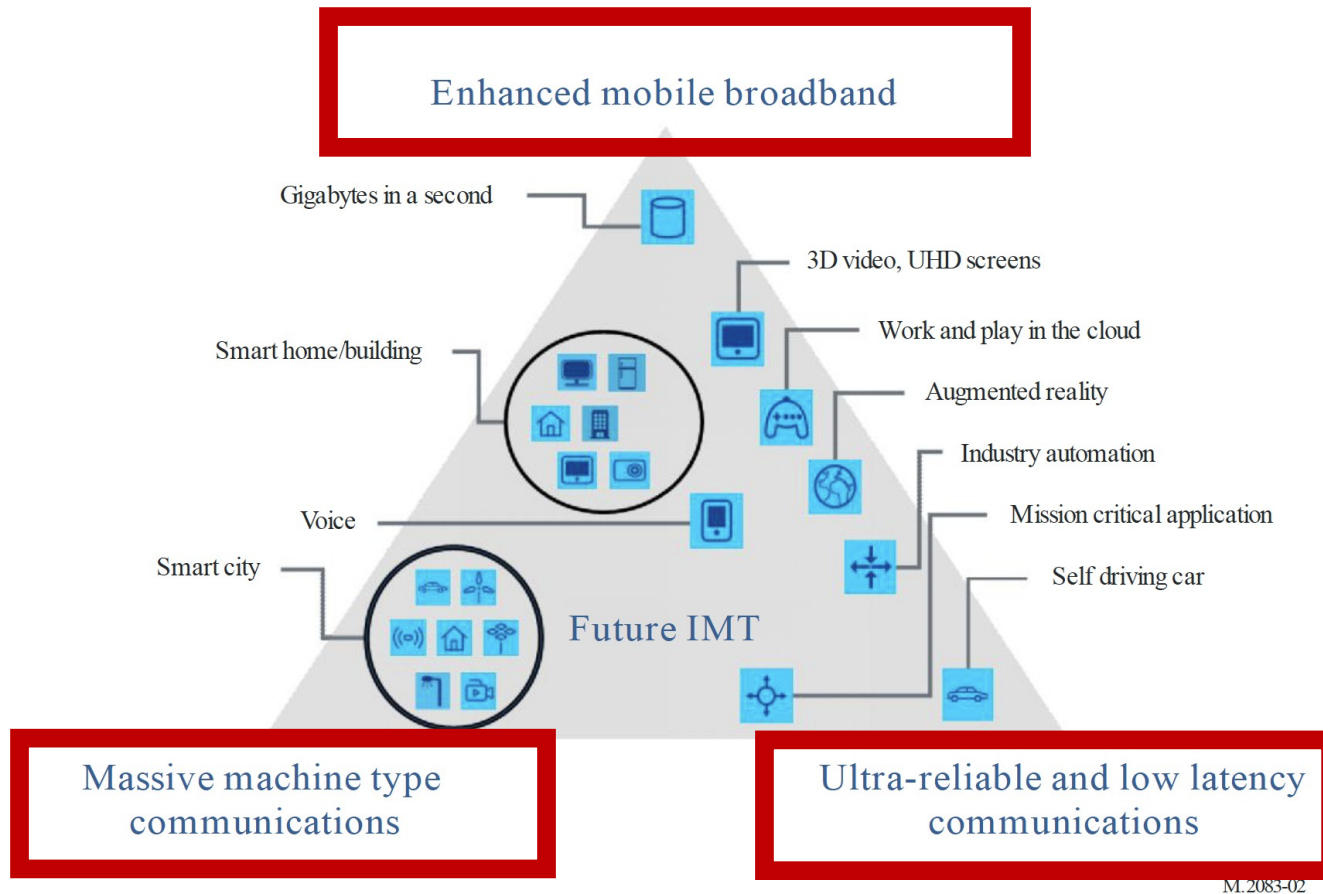 Enhanced mobile broadband
Gigabytes in a second
3D video, UHD screens
Work and play in the cloud
Smart home/building
Augmented reality
Industry automation
Voice
Mission critical application
Smart city
Self driving car
Future IMT
Massive machine type
communications
Ultra-reliable and low latency
communications
M.2083-02